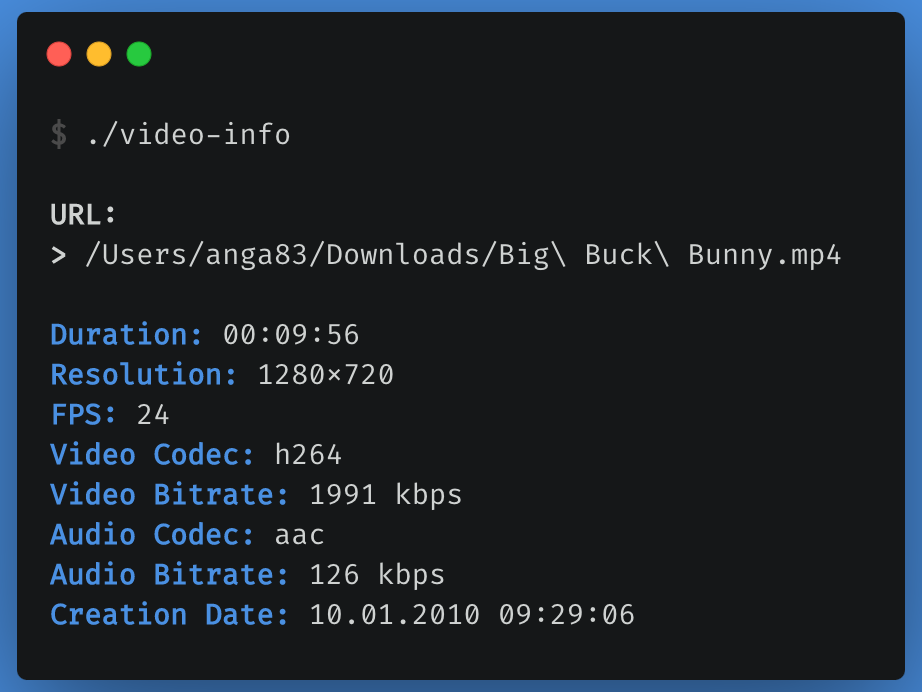 $ ./video-info
URL:
> /Users/anga83/Downloads/Big\ Buck\ Bunny.mp4
Duration: 00:09:56
Resolution: 1280×720
FPS: 24
Video Codec: h264
Video Bitrate: 1991 kbps
Audio Codec: aac
Audio Bitrate: 126 kbps
Creation Date: 10.01.2010 09:29:06